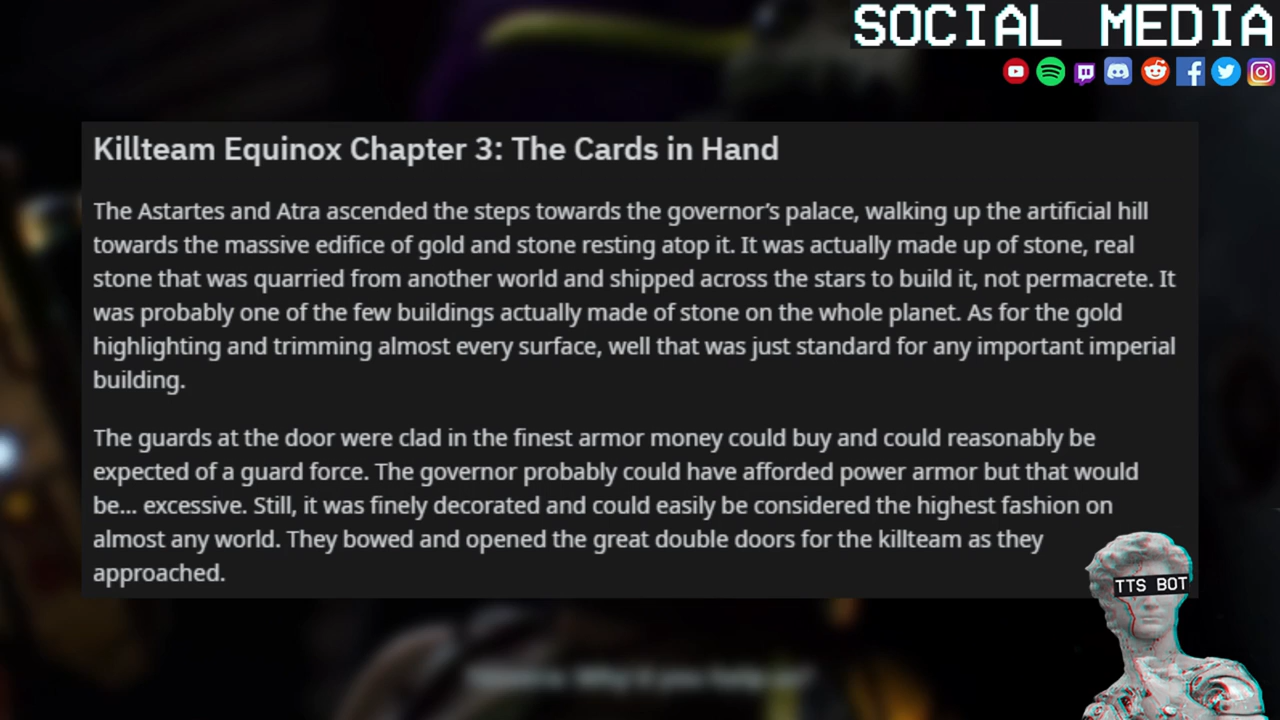 SOCIAL MEDIA
Killteam Equinox Chapter 3: The Cards in Hand
The Astartes and Atra ascended the steps towards the governor’s palace, walking up the artificial hill
towards the massive edifice of gold and stone resting atop it. It was actually made up of stone, real
stone that was quarried from another world and shipped across the stars to build it, not permacrete. It
was probably one of the few buildings actually made of stone on the whole planet. As for the gold
highlighting and trimming almost every surface, well that was just standard for any important imperial
building.
The guards at the door were clad in the finest armor money could buy and could reasonably be
expected of a guard force. The governor probably could have afforded power armor but that would
be... excessive. Still, it was finely decorated and could easily be considered the highest fashion on
almost any world. They bowed and opened the great double doors for the killteam as they
approached.
TTS BOT